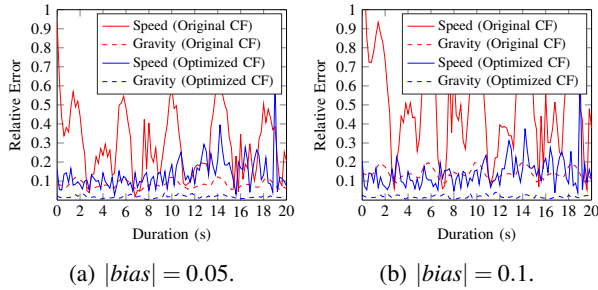 1
0.9
0.8
0.7
0.6
0.5
0.4
0.3
0.2
0.1
Relative Error
Speed (Original CF)
Gravity (Original CF)
Speed (Optimized CF)
Gravity (Optimized CF)
0 2 4 6 8 10 12 14 16 18 20
Duration (s)
(a) |bias| = 0.05.
1
0.9
0.8
0.7
0.6
0.5
0.4
0.3
0.2
0.1
Relative Error
Speed (Original CF)
Gravity (Original CF)
Speed (Optimized CF)
Gravity (Optimized CF)
0 2 4 6 8 10 12 14 16 18 20
Duration (s)
(b) |bias| = 0.1.